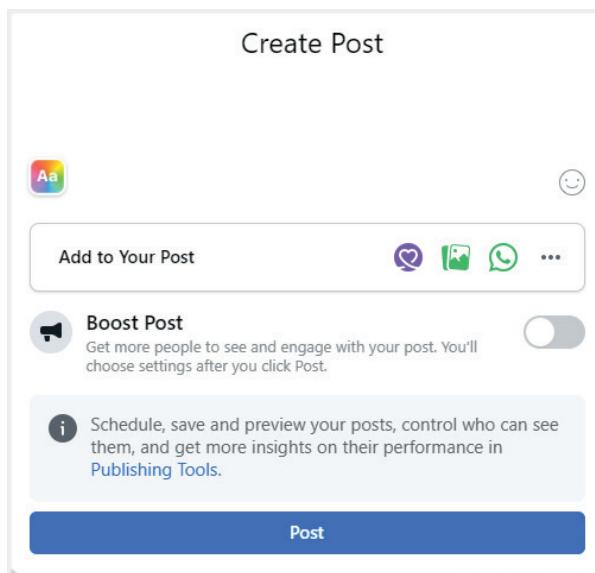 Create Post
Aa
Add to Your Post
Boost Post
Get more people to see and engage with your post. You'll
choose settings after you click Post.
Schedule, save and preview your posts, control who can see
them, and get more insights on their performance in
Publishing Tools.
Post